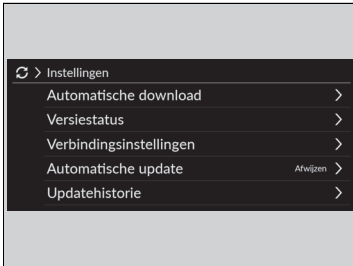 Instellingen
Automatische download
Versiestatus
Verbindingsinstellingen
Automatische update Afwijzen
Updatehistorie